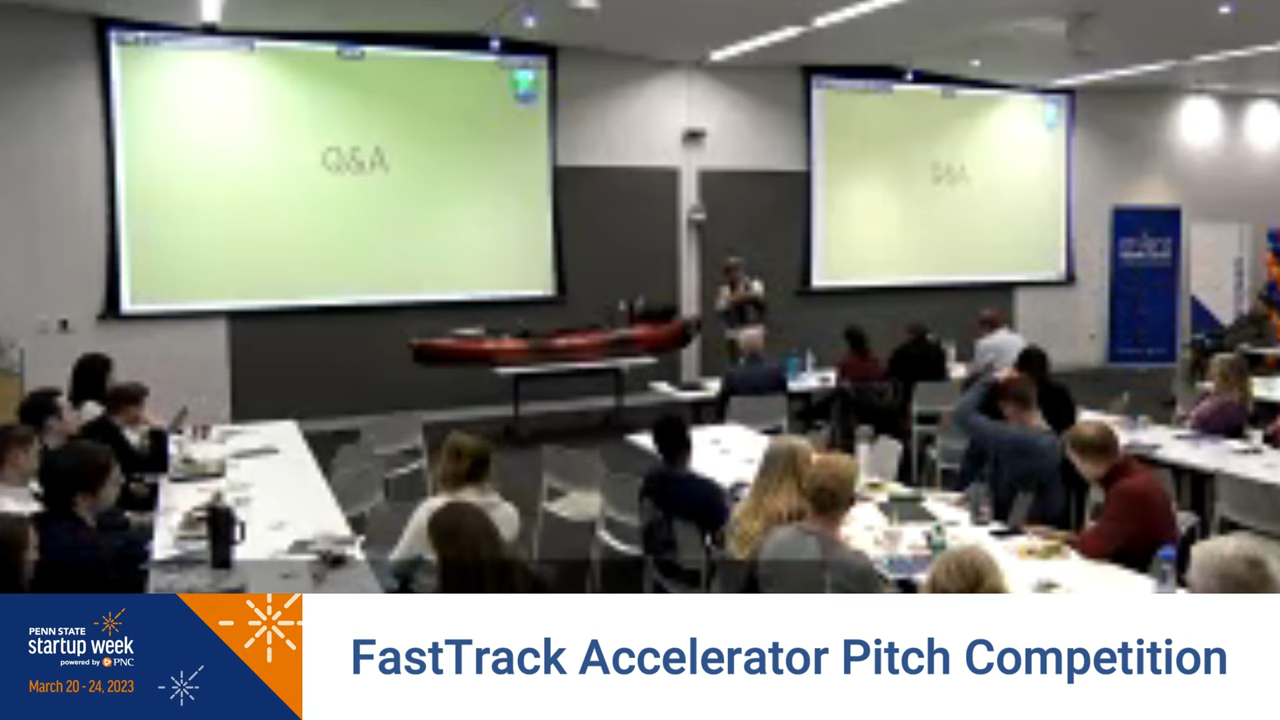 Q&A
Q&A
PENN STATE
startup week
powered by PNC
March 20 - 24, 2023
FastTrack Accelerator Pitch Competition